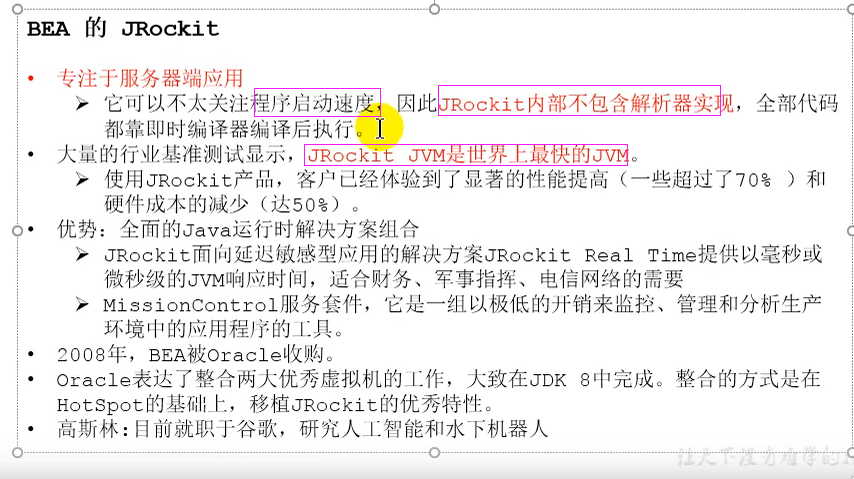 BEA 的 JRockit
• 专注于服务器端应用
➢ 它可以不太关注程序启动速度，因此JRockit内部不包含解析器实现，全部代码
都靠即时编译器编译后执行。
• 大量的行业基准测试显示，JRockit JVM是世界上最快的JVM。
➢ 使用JRockit产品，客户已经体验到了显著的性能提高（一些超过了70% ）和
硬件成本的减少（达50%）。
• 优势：全面的Java运行时解决方案组合
➢ JRockit面向延迟敏感型应用的解决方案JRockit Real Time提供以毫秒或
微秒级的JVM响应时间，适合财务、军事指挥、电信网络的需要
➢ MissionControl服务套件，它是一组以极低的开销来监控、管理和分析生产
环境中的应用程序的工具。
• 2008年，BEA被Oracle收购。
• Oracle表达了整合两大优秀虚拟机的工作，大致在JDK 8中完成。整合的方式是在
HotSpot的基础上，移植JRockit的优秀特性。
• 高斯林:目前就职于谷歌，研究人工智能和水下机器人
让天下没有难学的